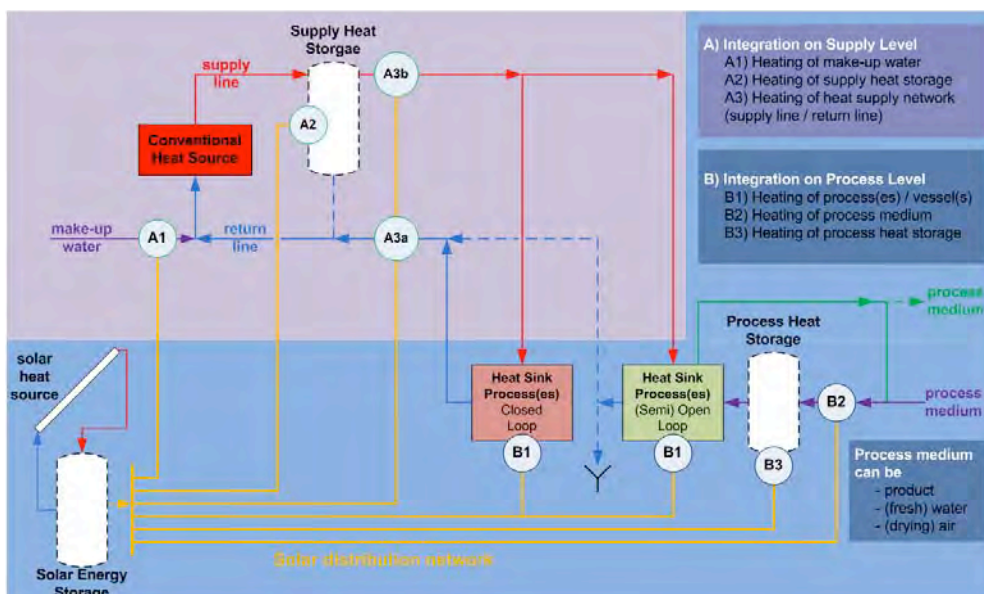 Supply Heat
Storgae
supply
line
A3b
A2
Conventional
Heat Source
make-up
water
A1
return
line
A3a
A) Integration on Supply Level
A1) Heating of make-up water
A2) Heating of supply heat storage
A3) Heating of heat supply network
(supply line / return line)
B) Integration on Process Level
B1) Heating of process(es) / vessel(s)
B2) Heating of process medium
B3) Heating of process heat storage
process
medium
Process Heat
Storage
solar
heat
source
Heat Sink
Process(es)
Closed
Loop
B1
Heat Sink
Process(es)
(Semi) Open
Loop
B1
B2
B3
process
medium
Process medium
can be
- product
- (fresh) water
- (drying) air
Solar distribution network
Solar Energy
Storage